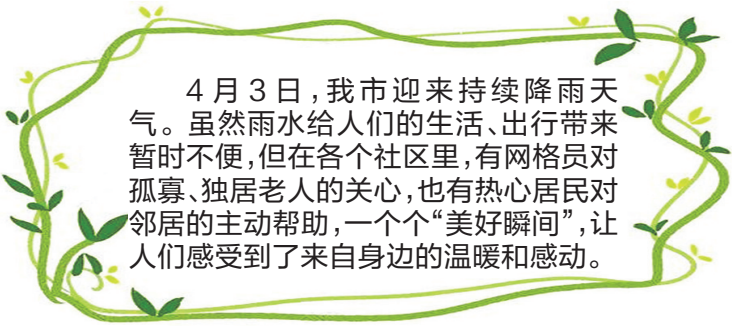 4月3日,我市迎来持续降雨天
气。虽然雨水给人们的生活、出行带来
暂时不便,但在各个社区里,有网格员对
孤寡、独居老人的关心,也有热心居民对
邻居的主动帮助,一个个“美好瞬间”,让
人们感受到了来自身边的温暖和感动。